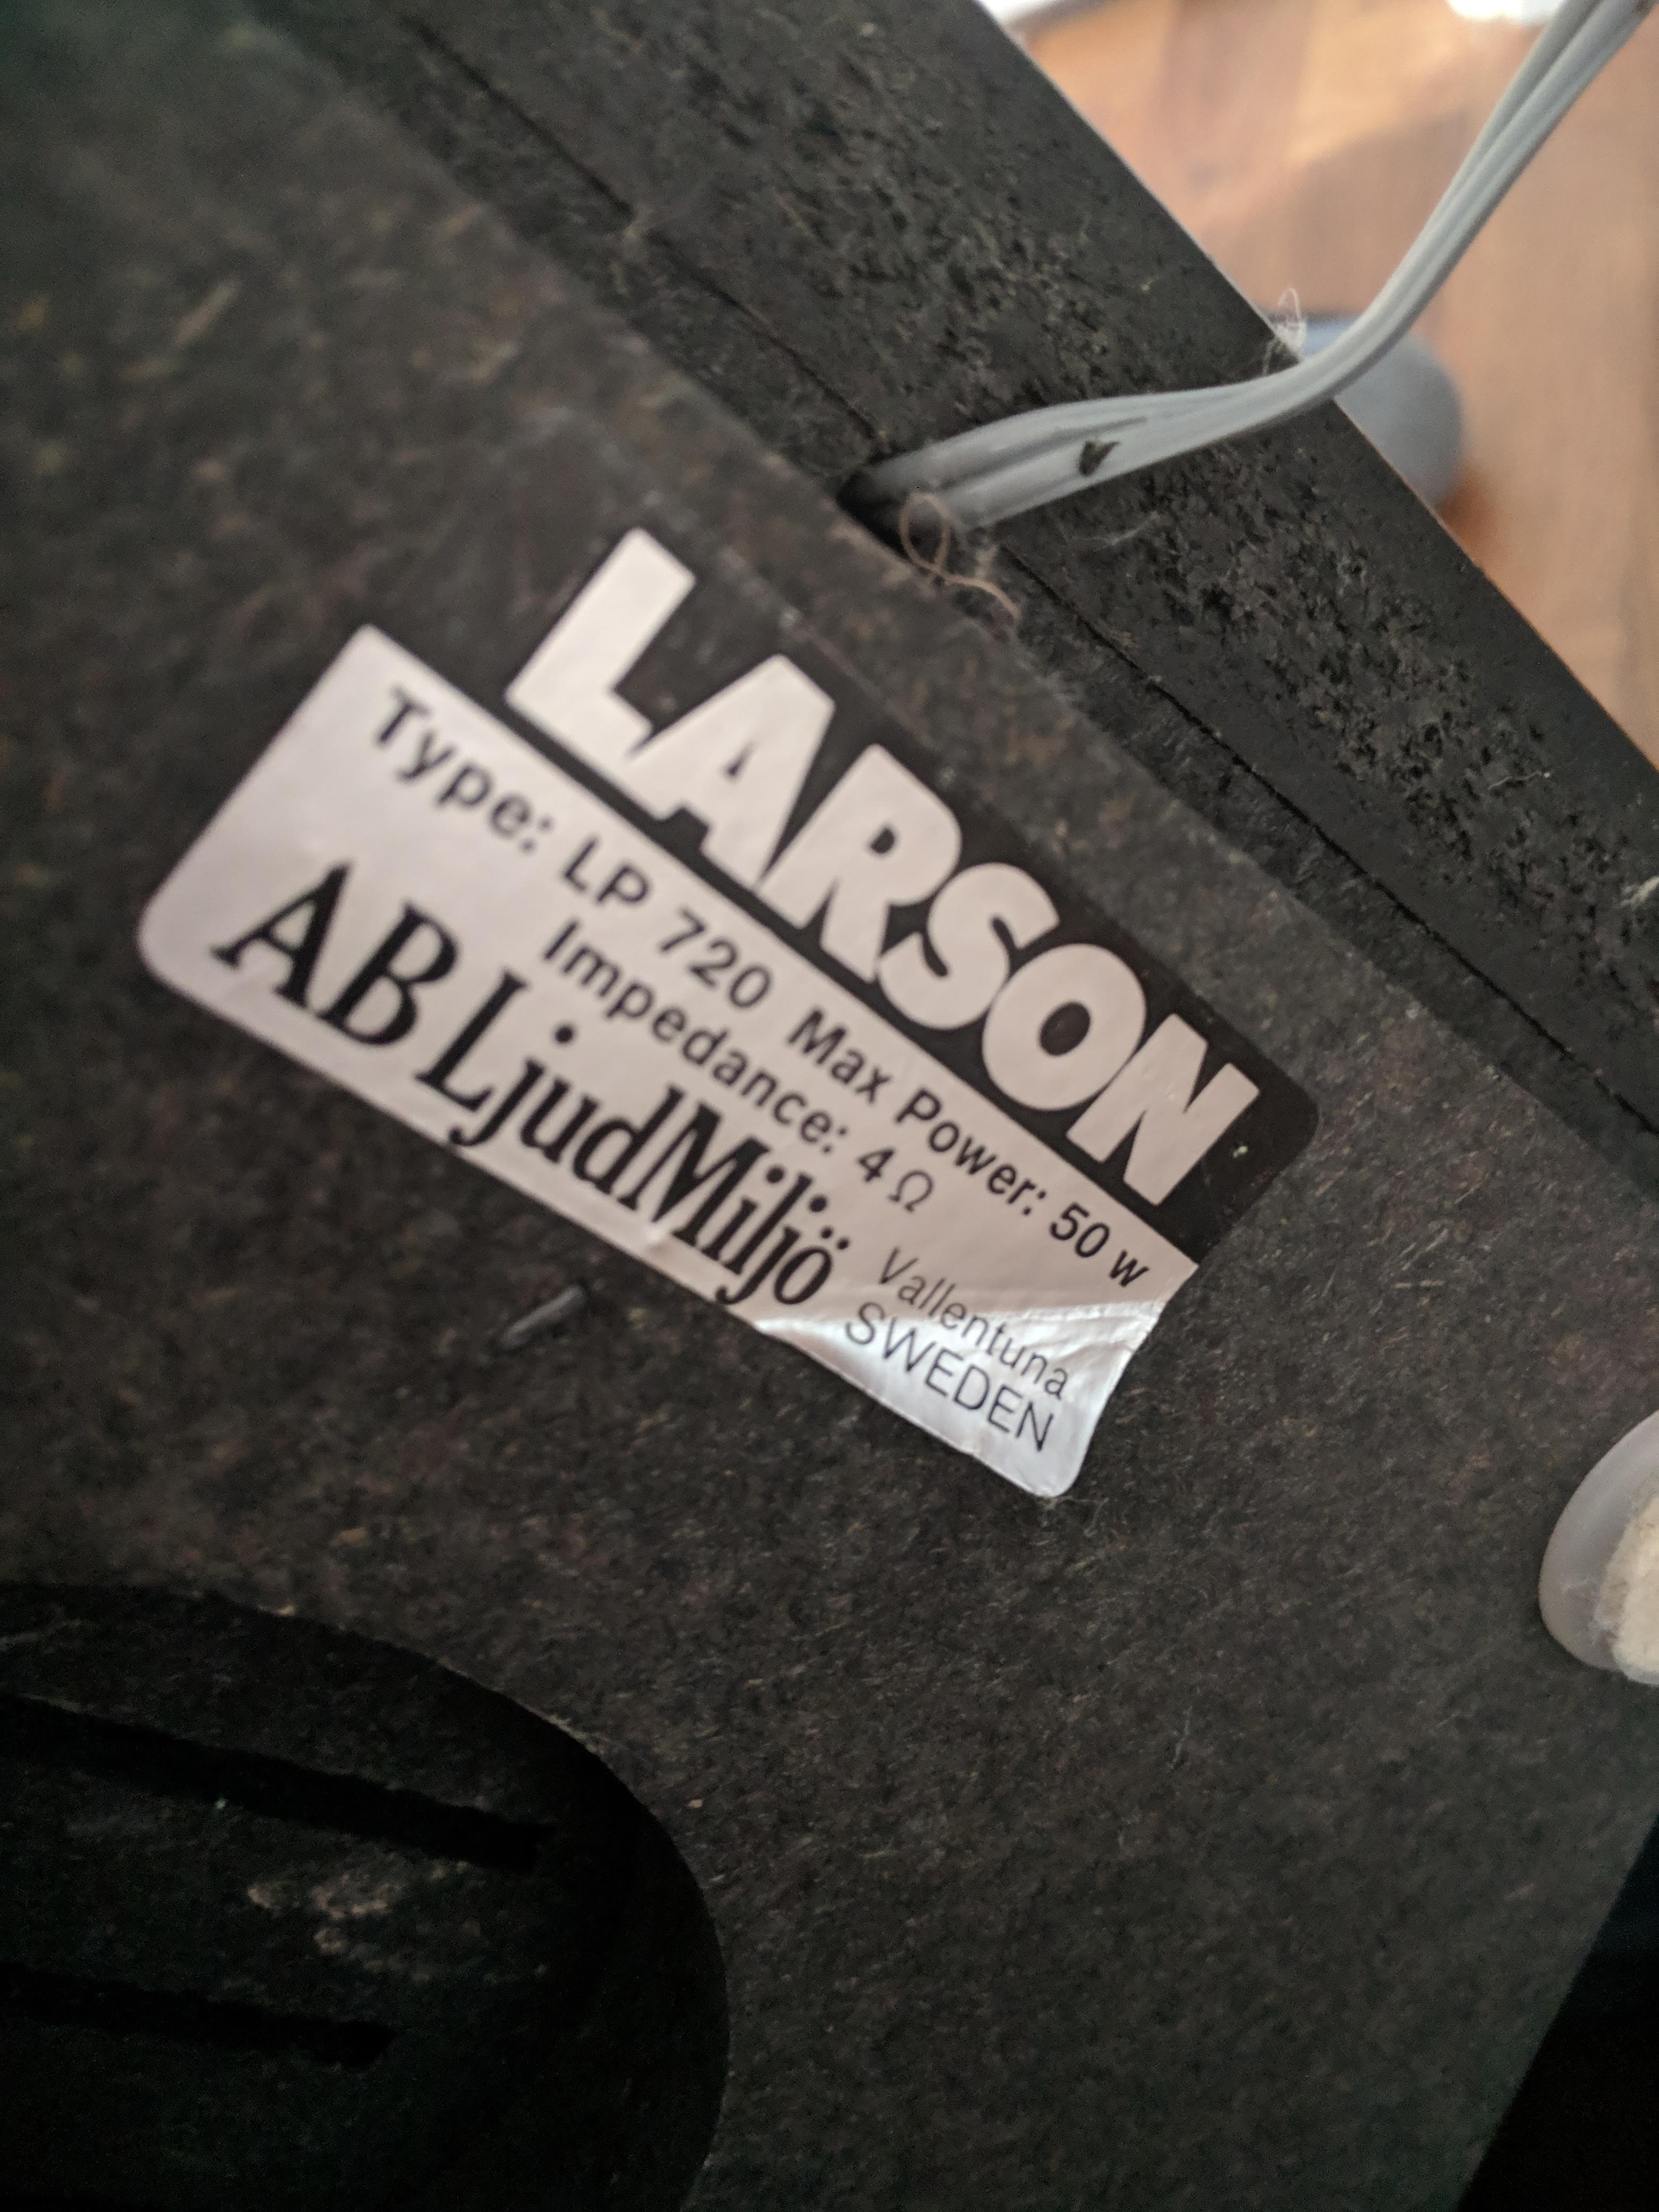 LARSON
Type: LP 720 Max Power: 50 w
Impedance: 4 Ω
AB LjudMiljö Vallentuna
SWEDEN